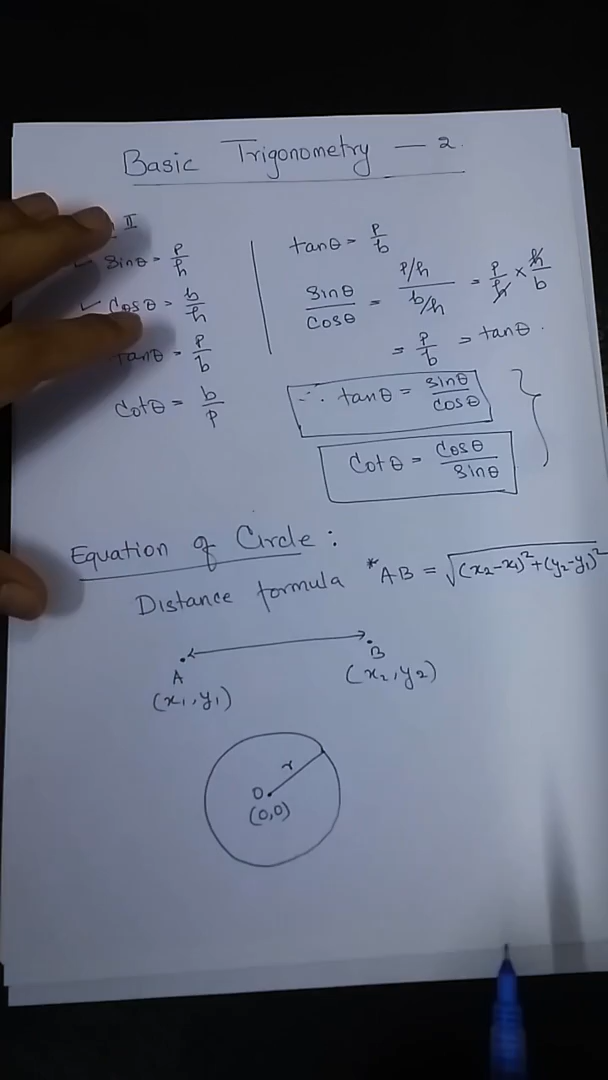 Basic Trigonometry — 2.
II
✓ sinθ = p/h
✓ cosθ = b/h
tanθ = p/b
cotθ = b/p
tanθ = p/b
sinθ/cosθ = (p/h)/(b/h) = p/h × h/b
= p/b = tanθ.
∴ tanθ = sinθ/cosθ
cotθ = cosθ/sinθ
Equation of Circle :
Distance formula *AB = √(x₂-x₁)²+(y₂-y₁)²
A
(x₁,y₁)
B
(x₂,y₂)
r
O
(0,0)